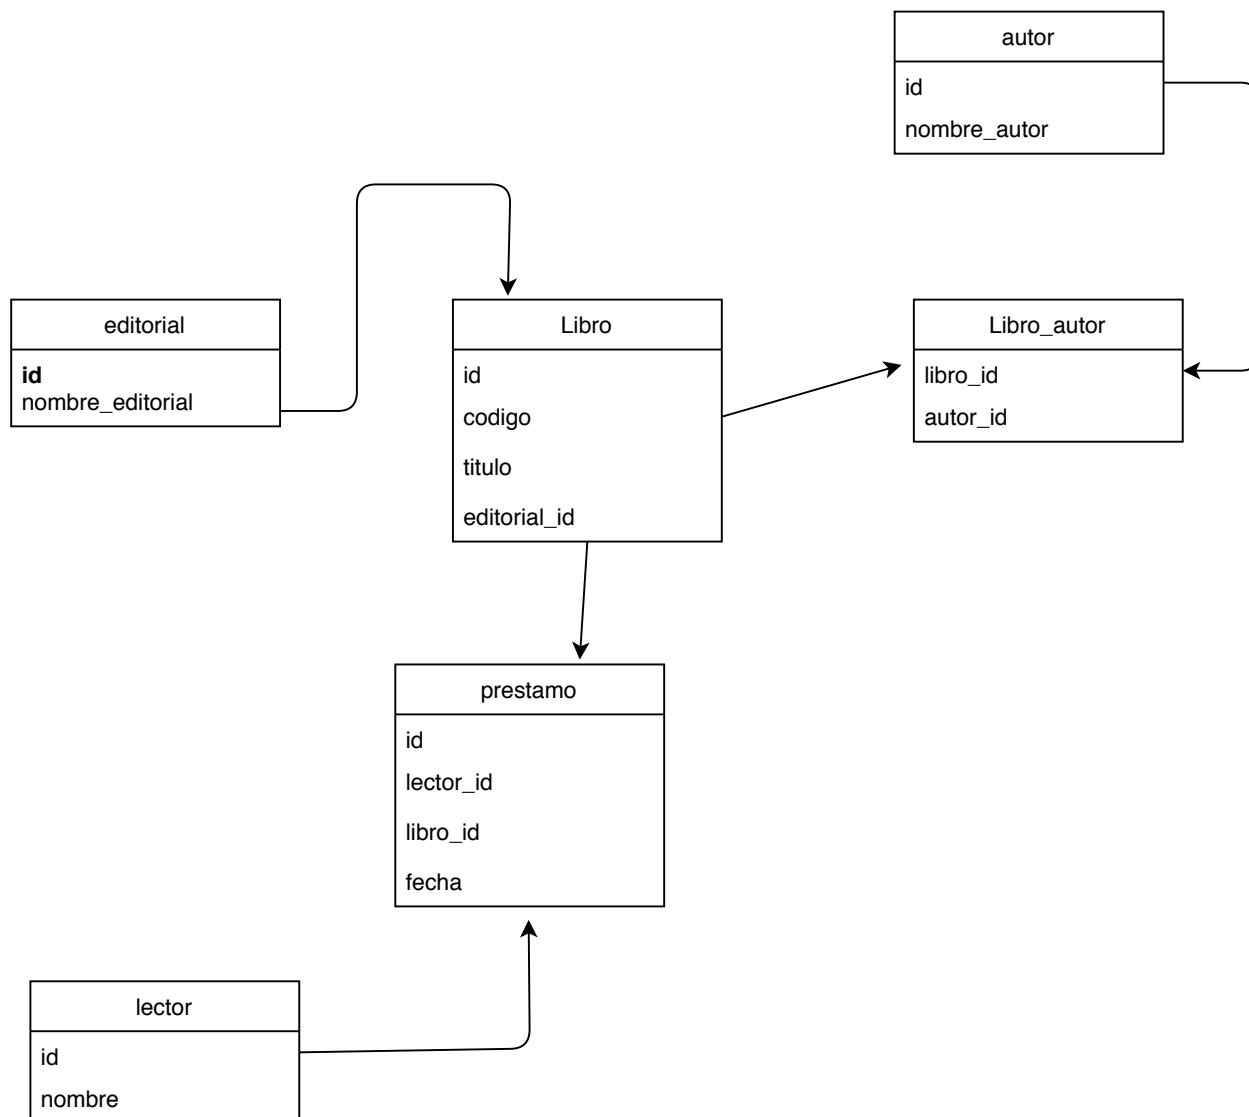 autor
id
nombre_autor
editorial
id
nombre_editorial
Libro
id
codigo
titulo
editorial_id
Libro_autor
libro_id
autor_id
prestamo
id
lector_id
libro_id
fecha
lector
id
nombre